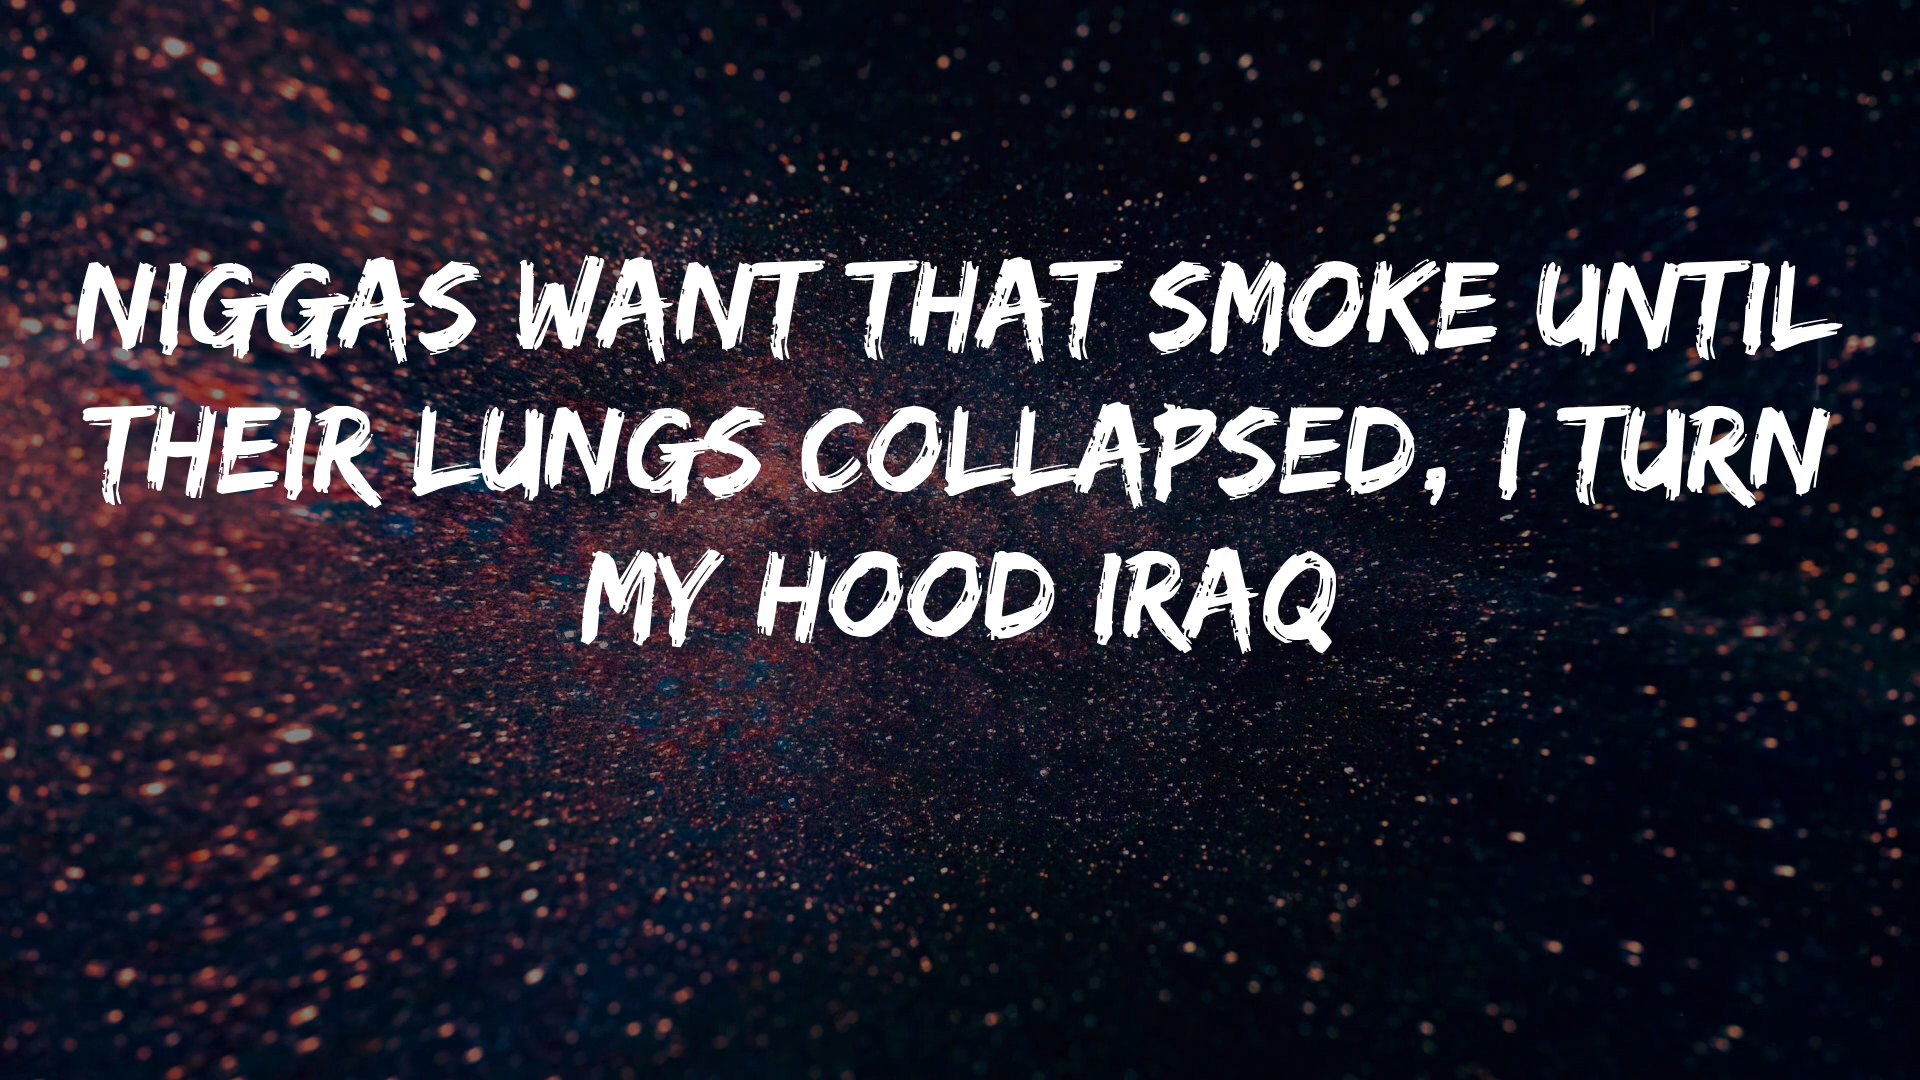 NIGGAS WANT THAT SMOKE UNTIL
THEIR LUNGS COLLAPSED, I TURN
MY HOOD IRAQ